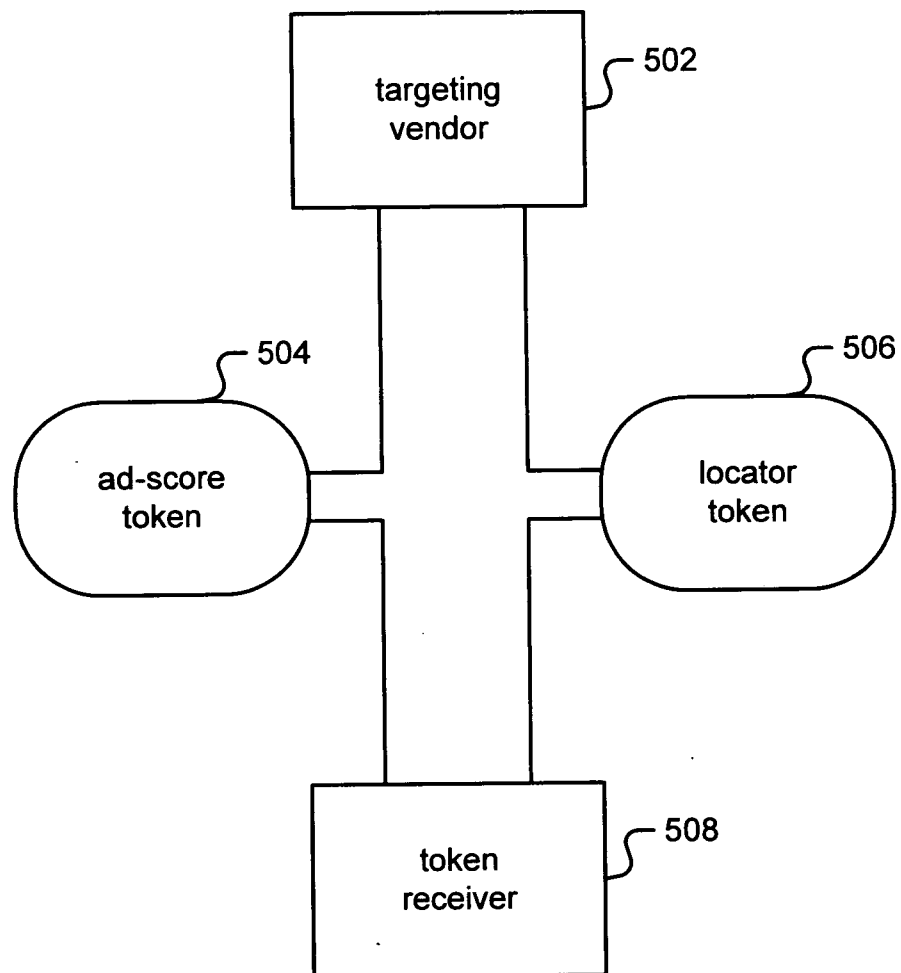 502
targeting
vendor
504
506
ad-score
token
locator
token
508
token
receiver